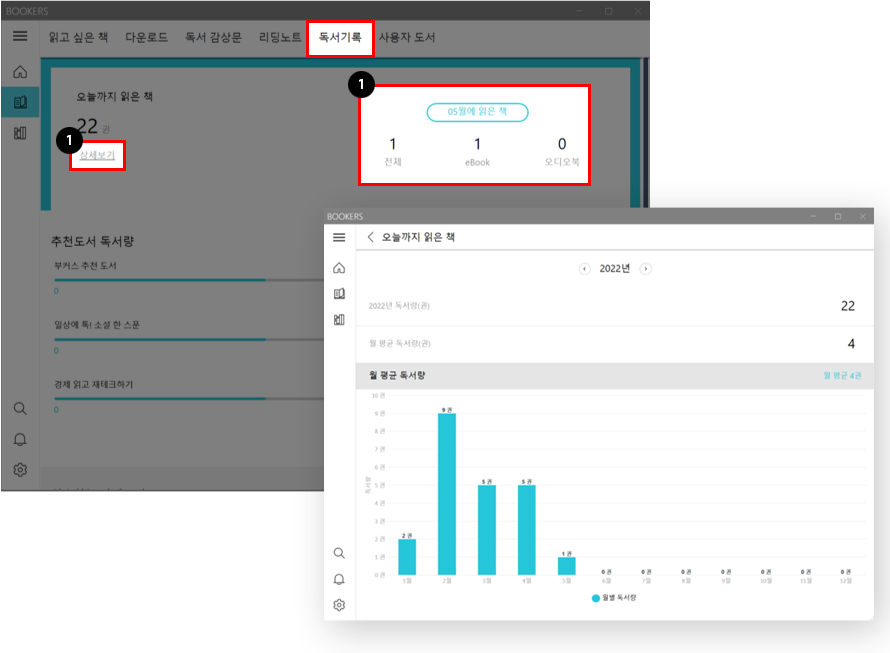 BOOKERS
읽고 싶은 책 다운로드 독서 감상문 리딩노트 독서기록 사용자 도서
오늘까지 읽은 책
22 권
1
상세보기
1
05월에 읽은 책
1 1 0
전체 eBook 오디오북
추천도서 독서량
부커스 추천 도서
0
일상에 톡! 소설 한 스푼
0
경제 읽고 재테크하기
0
BOOKERS
오늘까지 읽은 책
2022년
2022년 독서량(권) 22
월 평균 독서량(권) 4
월 평균 독서량 월 평균 4권
독서량
10 권
9 권
8 권
7 권
6 권
5 권
4 권
3 권
2 권
1 권
0 권
2 권 9 권 5 권 5 권 1 권 0 권 0 권 0 권 0 권 0 권 0 권 0 권
1월 2월 3월 4월 5월 6월 7월 8월 9월 10월 11월 12월
월별 독서량